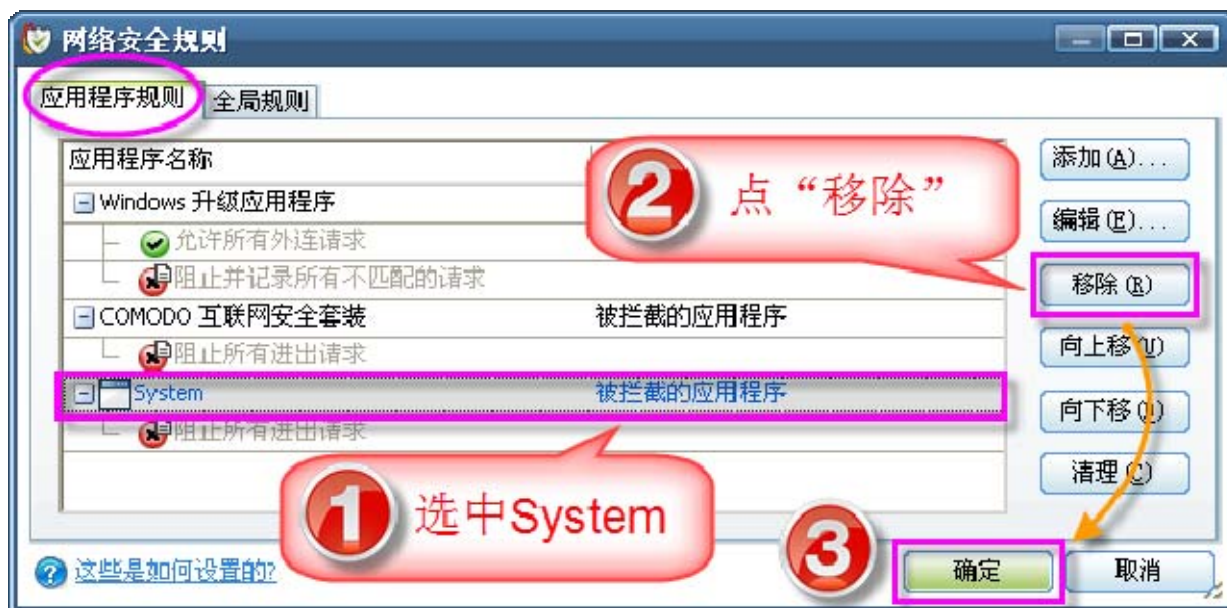 网络安全规则
应用程序规则 全局规则
应用程序名称
添加(A)...
Windows 升级应用程序
② 点“移除”
编辑(E)...
允许所有外连请求
阻止并记录所有不匹配的请求
移除(R)
COMODO 互联网安全套装 被拦截的应用程序
阻止所有进出请求
向上移(U)
System 被拦截的应用程序
向下移
阻止所有进出请求
① 选中System
清理(C)
③
这些是如何设置的?
确定 取消